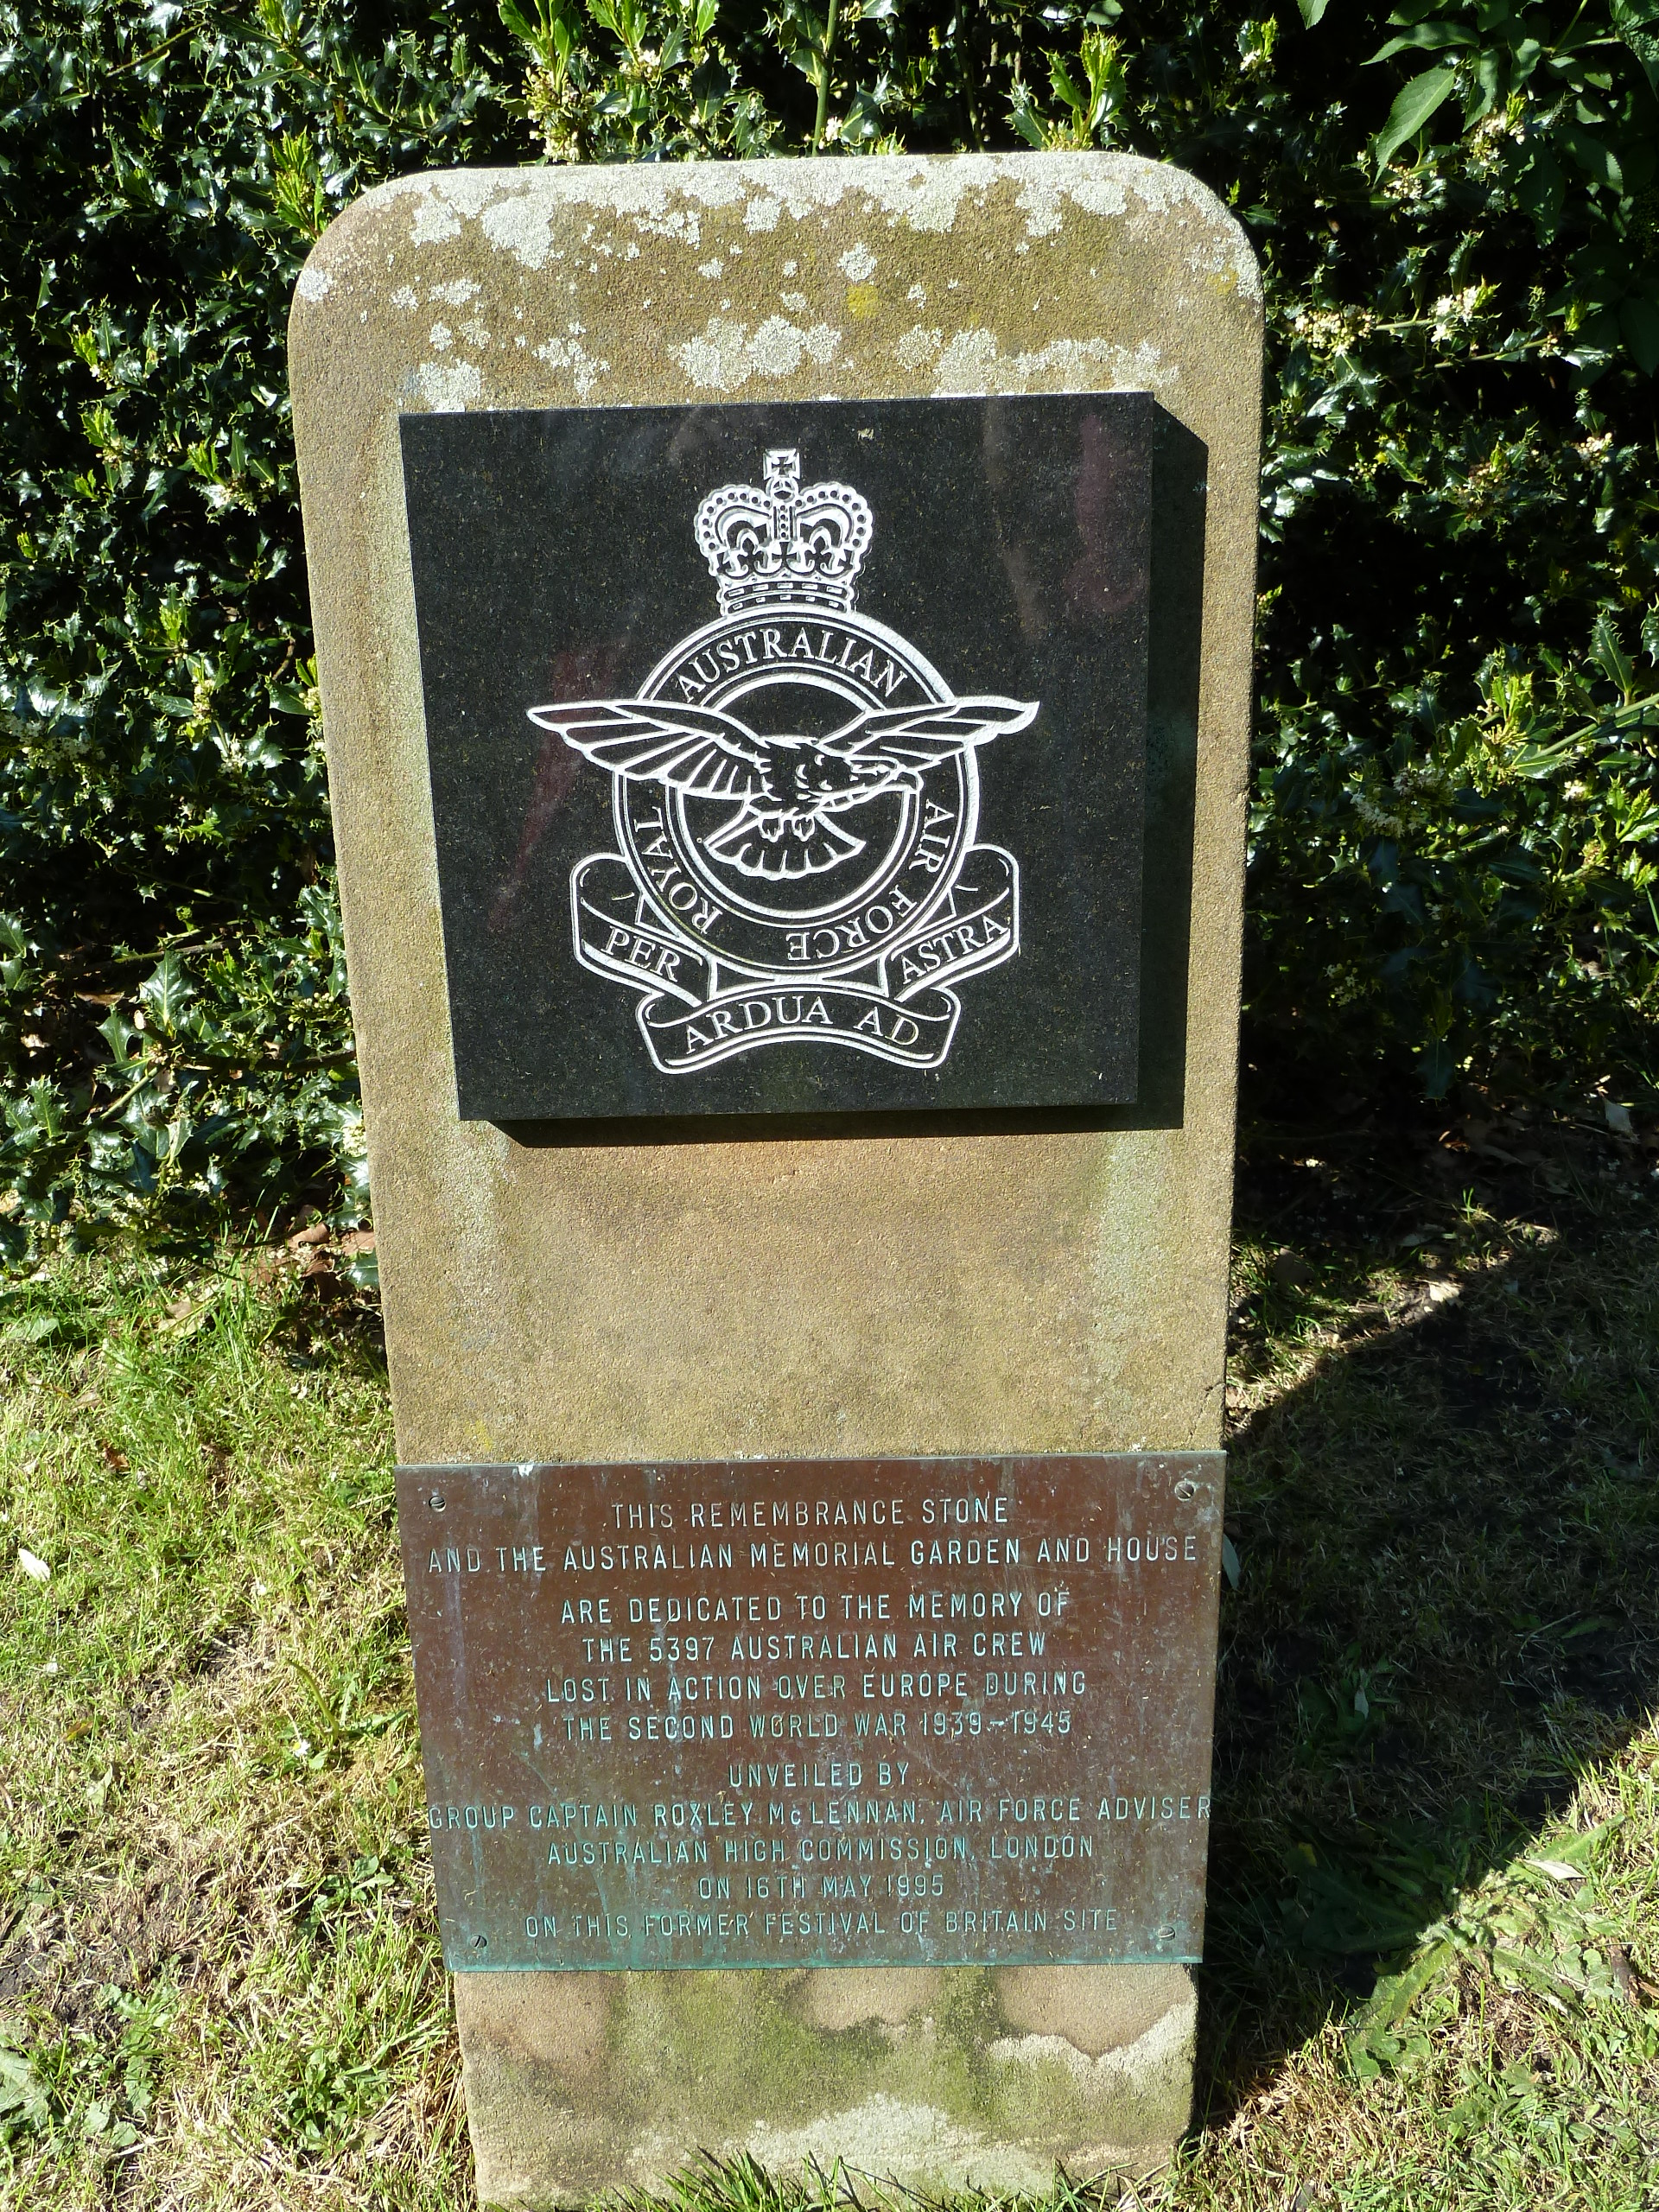 ROYAL AUSTRALIAN AIR FORCE
PER ARDUA AD ASTRA
THIS REMEMBRANCE STONE
AND THE AUSTRALIAN MEMORIAL GARDEN AND HOUSE
ARE DEDICATED TO THE MEMORY OF
THE 5397 AUSTRALIAN AIR CREW
LOST IN ACTION OVER EUROPE DURING
THE SECOND WORLD WAR 1939-1945
UNVEILED BY
GROUP CAPTAIN ROXLEY McLENNAN, AIR FORCE ADVISER
AUSTRALIAN HIGH COMMISSION, LONDON
ON 16TH MAY 1995
ON THIS FORMER FESTIVAL OF BRITAIN SITE